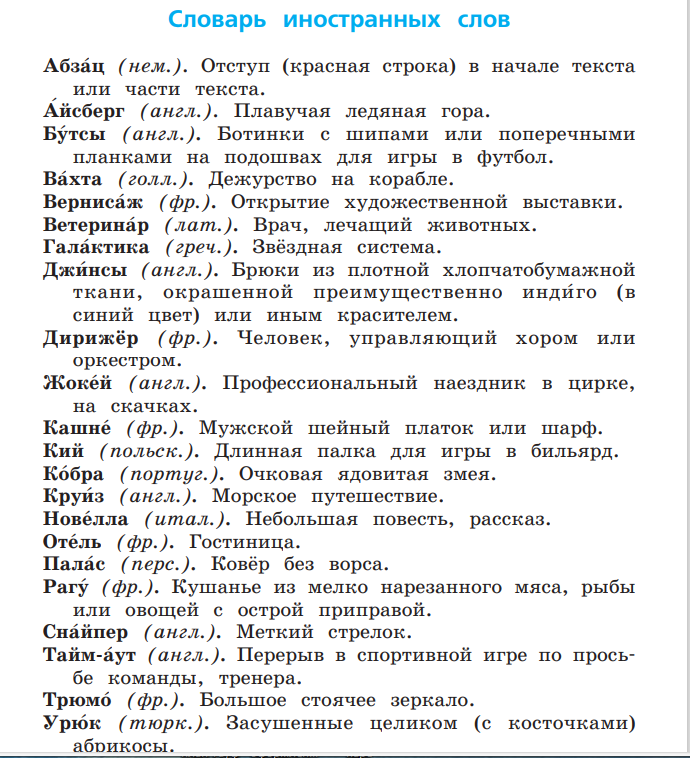 Словарь иностранных слов
Абза́ц (нем.). Отступ (красная строка) в начале текста
или части текста.
А́йсберг (англ.). Плавучая ледяная гора.
Бу́тсы (англ.). Ботинки с шипами или поперечными
планками на подошвах для игры в футбол.
Ва́хта (голл.). Дежурство на корабле.
Верниса́ж (фр.). Открытие художественной выставки.
Ветерина́р (лат.). Врач, лечащий животных.
Гала́ктика (греч.). Звёздная система.
Джи́нсы (англ.). Брюки из плотной хлопчатобумажной
ткани, окрашенной преимущественно инди́го (в
синий цвет) или иным красителем.
Дирижёр (фр.). Человек, управляющий хором или
оркестром.
Жоке́й (англ.). Профессиональный наездник в цирке,
на скачках.
Кашне́ (фр.). Мужской шейный платок или шарф.
Кий (польск.). Длинная палка для игры в бильярд.
Ко́бра (португ.). Очковая ядовитая змея.
Круи́з (англ.). Морское путешествие.
Нове́лла (итал.). Небольшая повесть, рассказ.
Оте́ль (фр.). Гостиница.
Пала́с (перс.). Ковёр без ворса.
Рагу́ (фр.). Кушанье из мелко нарезанного мяса, рыбы
или овощей с острой приправой.
Сна́йпер (англ.). Меткий стрелок.
Тайм-а́ут (англ.). Перерыв в спортивной игре по прось-
бе команды, тренера.
Трюмо́ (фр.). Большое стоячее зеркало.
Урю́к (тюрк.). Засушенные целиком (с косточками)
абрикосы.